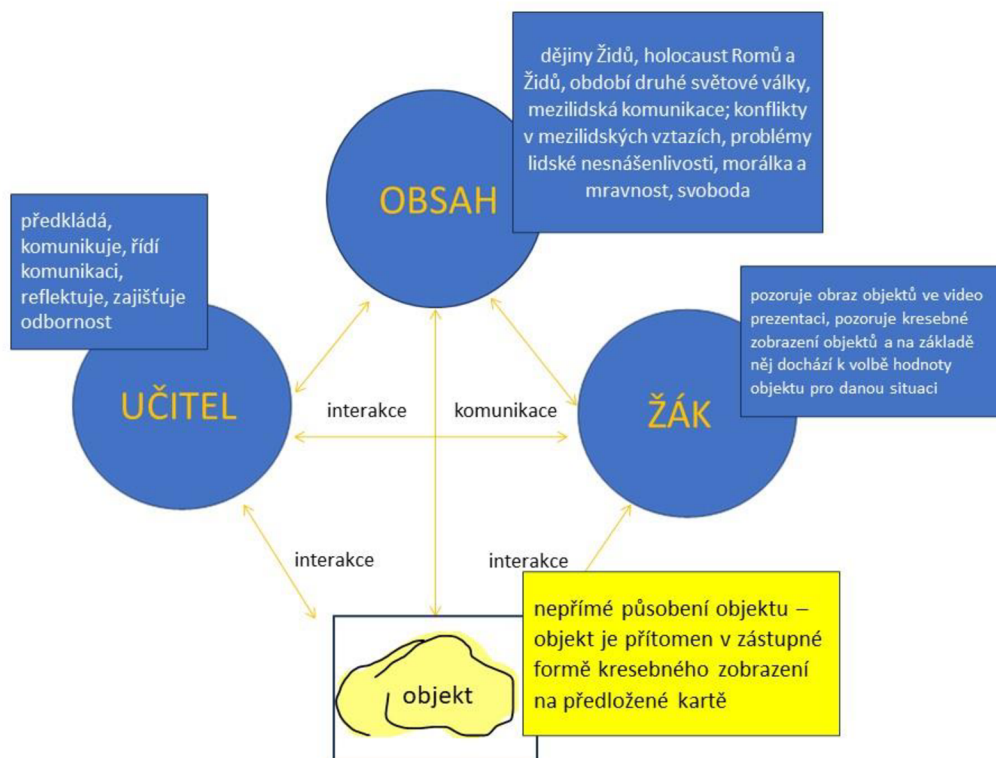 dějiny Židů, holocaust Romů a
Židů, období druhé světové války,
mezilidská komunikace; konflikty
v mezilidských vztazích, problémy
lidské nesnášenlivosti, morálka a
mravnost, svoboda
OBSAH
předkládá,
komunikuje, řídí
komunikaci,
reflektuje, zajišťuje
odbornost
UČITEL
pozoruje obraz objektů ve video
prezentaci, pozoruje kresebné
zobrazení objektů a na základě
něj dochází k volbě hodnoty
objektu pro danou situaci
ŽÁK
interakce
komunikace
interakce
interakce
nepřímé působení objektu –
objekt je přítomen v zástupné
formě kresebného zobrazení
na předložené kartě
objekt